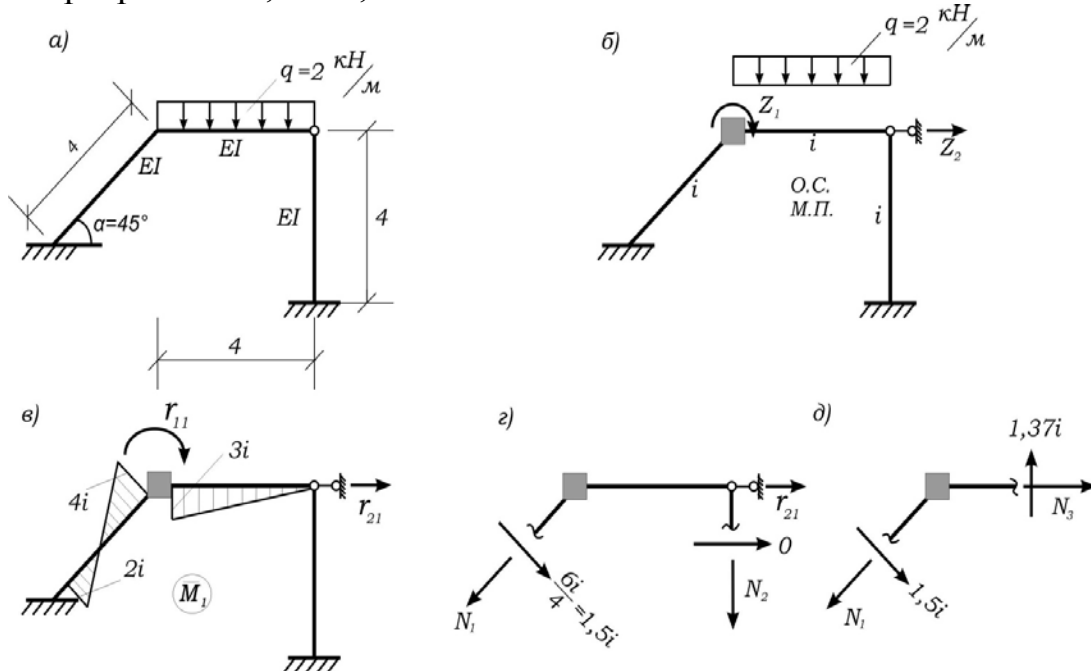 а)
q=2 кН/м
4
EI
EI
EI
4
α=45°
4
б)
q=2 кН/м
Z₁
i
Z₂
О.С.
М.П.
i
i
в)
r₁₁
4i
3i
r₂₁
2i
M̅₁
г)
r₂₁
0
6i/4=1,5i
N₁
N₂
д)
1,37i
N₃
1,5i
N₁